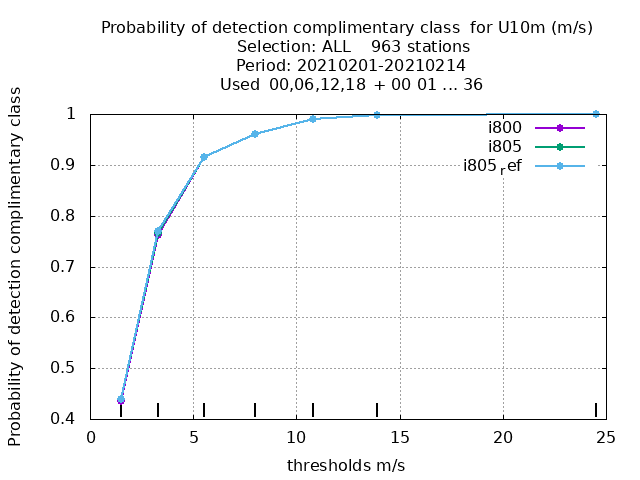 Probability of detection complimentary class for U10m (m/s)
Selection: ALL 963 stations
Period: 20210201-20210214
Used 00,06,12,18 + 00 01 ... 36
Probability of detection complimentary class
1
0.9
0.8
0.7
0.6
0.5
0.4
i800
i805
i805 ref
0 5 10 15 20 25
thresholds m/s